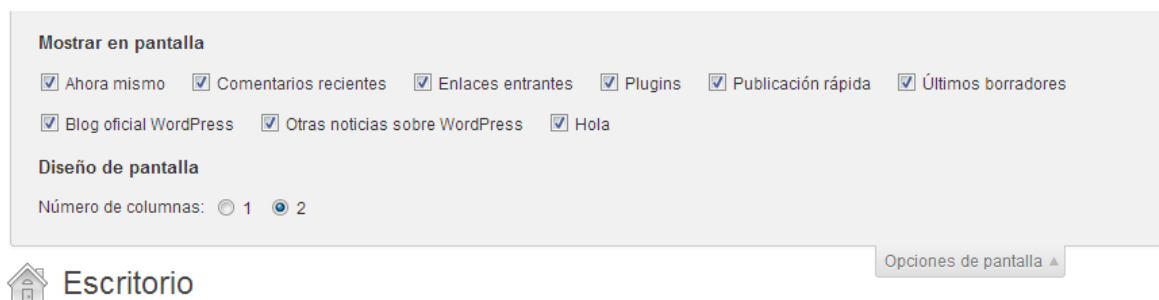 Mostrar en pantalla
Ahora mismo Comentarios recientes Enlaces entrantes Plugins Publicación rápida Últimos borradores
Blog oficial WordPress Otras noticias sobre WordPress Hola
Diseño de pantalla
Número de columnas: 1 2
Opciones de pantalla
Escritorio